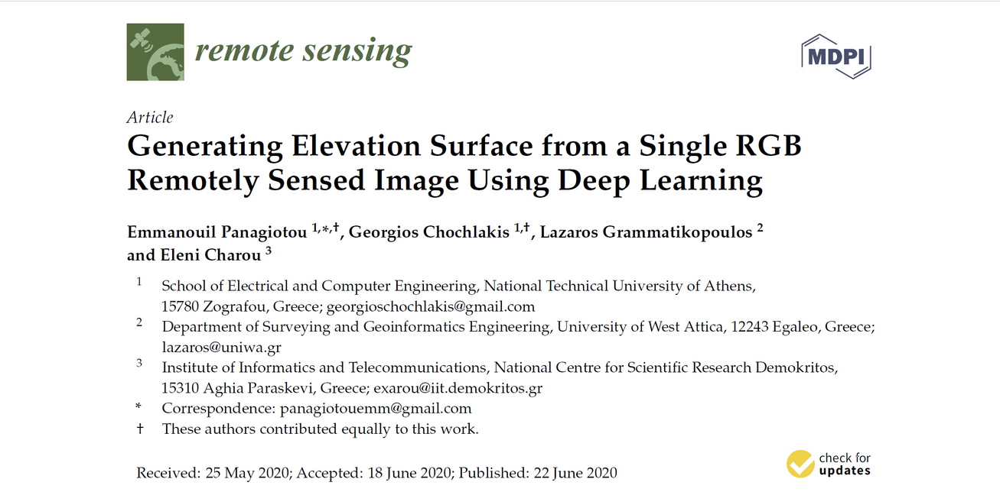 remote sensing
MDPI
Article
Generating Elevation Surface from a Single RGB
Remotely Sensed Image Using Deep Learning
Emmanouil Panagiotou 1,*,†, Georgios Chochlakis 1,†, Lazaros Grammatikopoulos 2
and Eleni Charou 3
1 School of Electrical and Computer Engineering, National Technical University of Athens,
15780 Zografou, Greece; georgioschochlakis@gmail.com
2 Department of Surveying and Geoinformatics Engineering, University of West Attica, 12243 Egaleo, Greece;
lazaros@uniwa.gr
3 Institute of Informatics and Telecommunications, National Centre for Scientific Research Demokritos,
15310 Aghia Paraskevi, Greece; exarou@iit.demokritos.gr
* Correspondence: panagiotouemm@gmail.com
† These authors contributed equally to this work.
Received: 25 May 2020; Accepted: 18 June 2020; Published: 22 June 2020
check for
updates